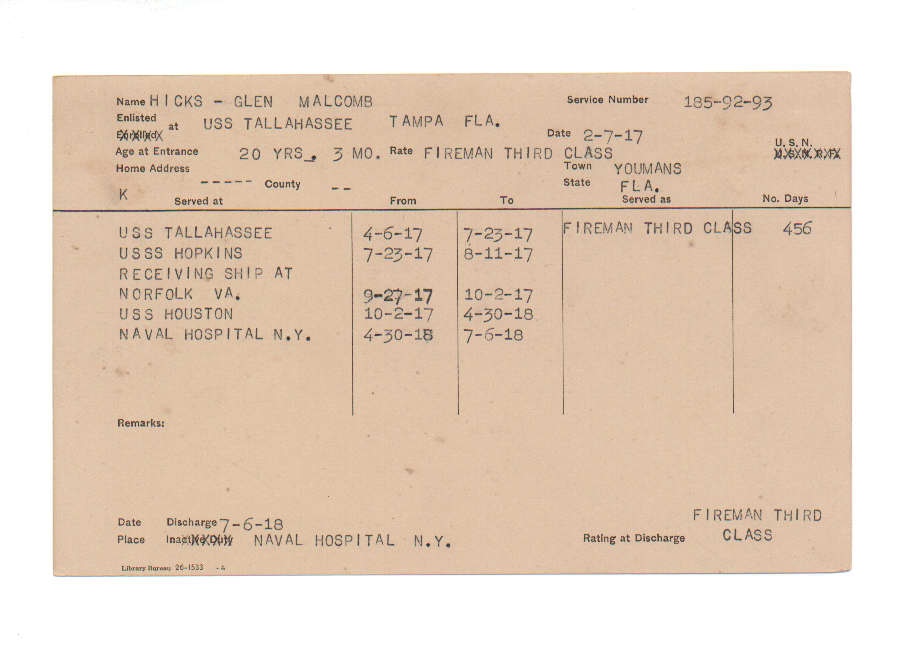 Name HICKS - GLEN MALCOMB Service Number 185-92-93
Enlisted
Enrolled at USS TALLAHASSEE TAMPA FLA. Date 2-7-17
U. S. N.
Age at Entrance 20 YRS. 3 MO. Rate FIREMAN THIRD CLASS U. S. N. R. F.
Home Address Town YOUMANS
----- County -- State FLA.
K Served at From To Served as No. Days
USS TALLAHASSEE 4-6-17 7-23-17 FIREMAN THIRD CLASS 456
USSS HOPKINS 7-23-17 8-11-17
RECEIVING SHIP AT
NORFOLK VA. 9-27-17 10-2-17
USS HOUSTON 10-2-17 4-30-18
NAVAL HOSPITAL N.Y. 4-30-18 7-6-18
Remarks:
Date Discharge 7-6-18 FIREMAN THIRD
Place Inactive Duty NAVAL HOSPITAL N.Y. Rating at Discharge CLASS
Library Bureau 26-1533 -A